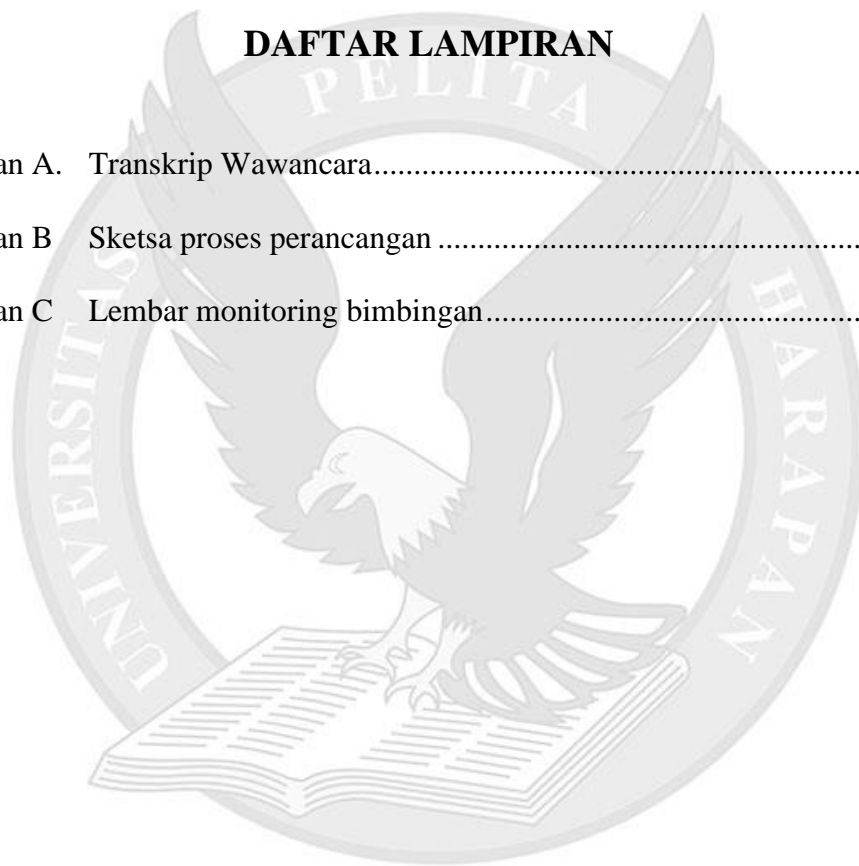 DAFTAR LAMPIRAN
an A. Transkrip Wawancara..........................................................
an B Sketsa proses perancangan ..................................................
an C Lembar monitoring bimbingan.............................................
UNIVERSITAS PELITA HARAPAN